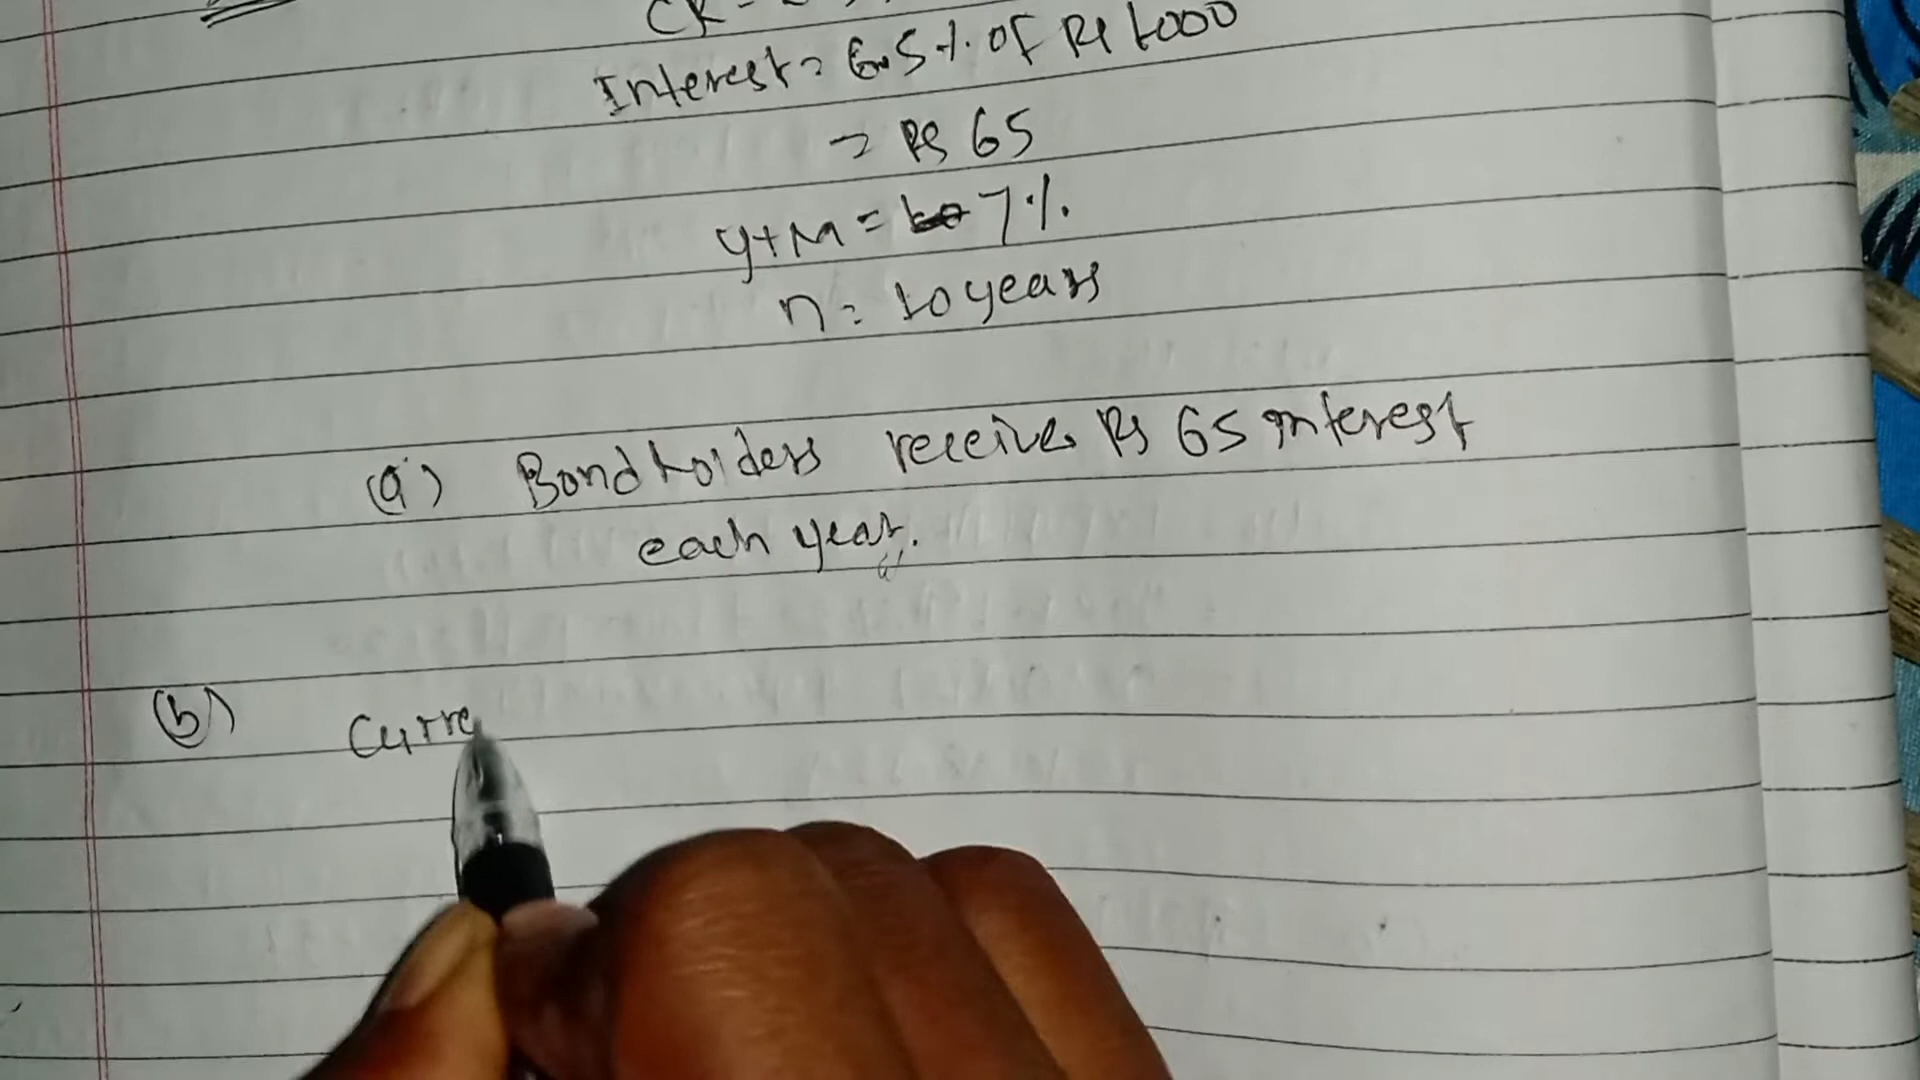 CR =
Interest = 6.5 % of Rs 1000
= Rs 65
YTM = 7 %
n = 10 years
(a) Bondholders receive Rs 65 interest
each year.
(b) Curre